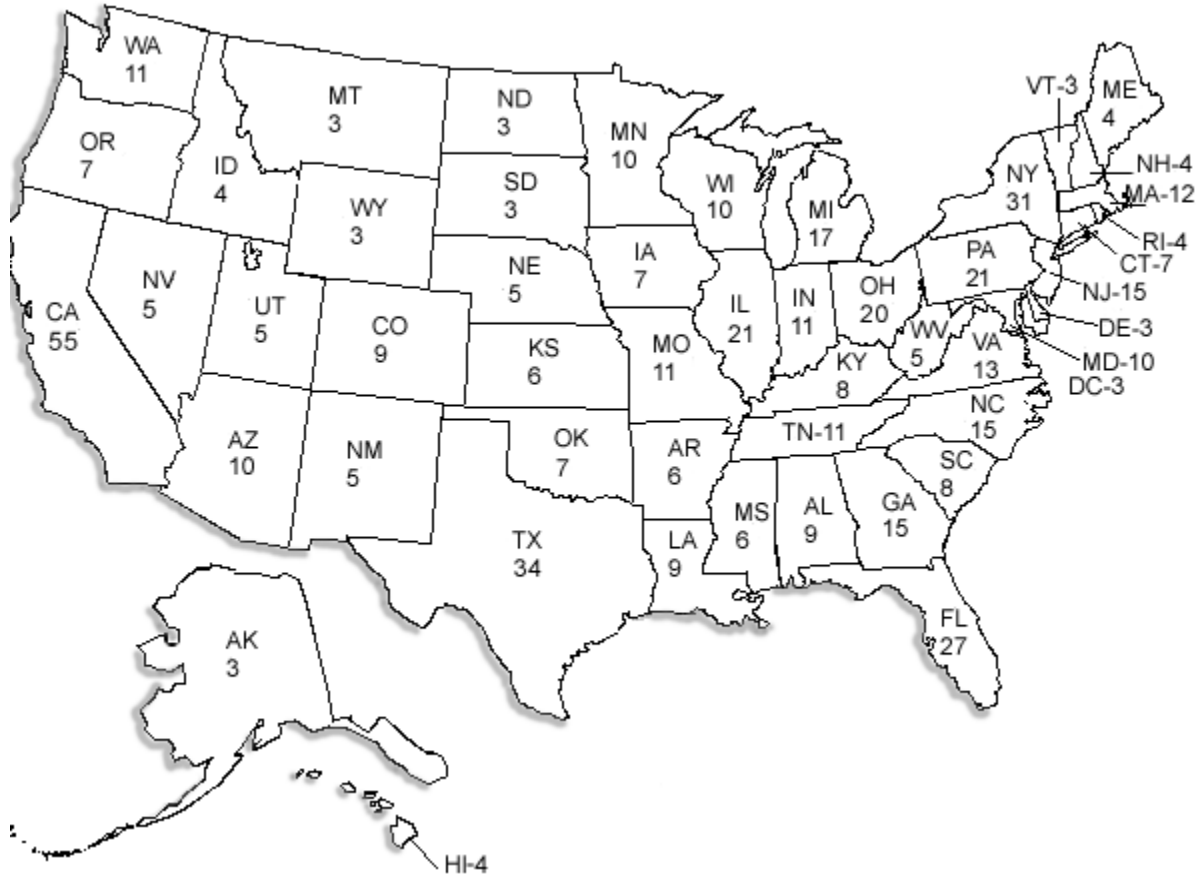 WA
11
MT
3
ND
3
MN
10
VT-3
ME
4
OR
7
ID
4
SD
3
WI
10
MI
17
NY
31
NH-4
MA-12
WY
3
RI-4
CT-7
NV
5
UT
5
NE
5
IA
7
PA
21
NJ-15
CA
55
CO
9
KS
6
MO
11
IL
21
IN
11
OH
20
WV
5
VA
13
DE-3
MD-10
DC-3
KY
8
AZ
10
NM
5
OK
7
AR
6
TN-11
NC
15
SC
8
TX
34
LA
9
MS
6
AL
9
GA
15
FL
27
AK
3
HI-4